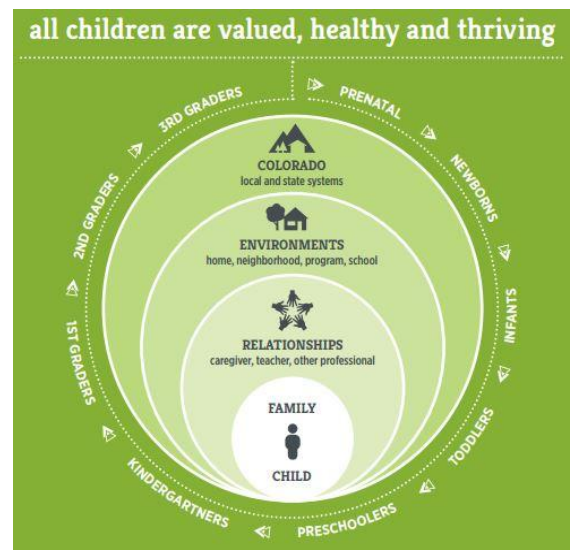 all children are valued, healthy and thriving
PRENATAL
NEWBORNS
INFANTS
TODDLERS
PRESCHOOLERS
KINDERGARTNERS
1ST GRADERS
2ND GRADERS
3RD GRADERS
COLORADO
local and state systems
ENVIRONMENTS
home, neighborhood, program, school
RELATIONSHIPS
caregiver, teacher, other professional
FAMILY
CHILD